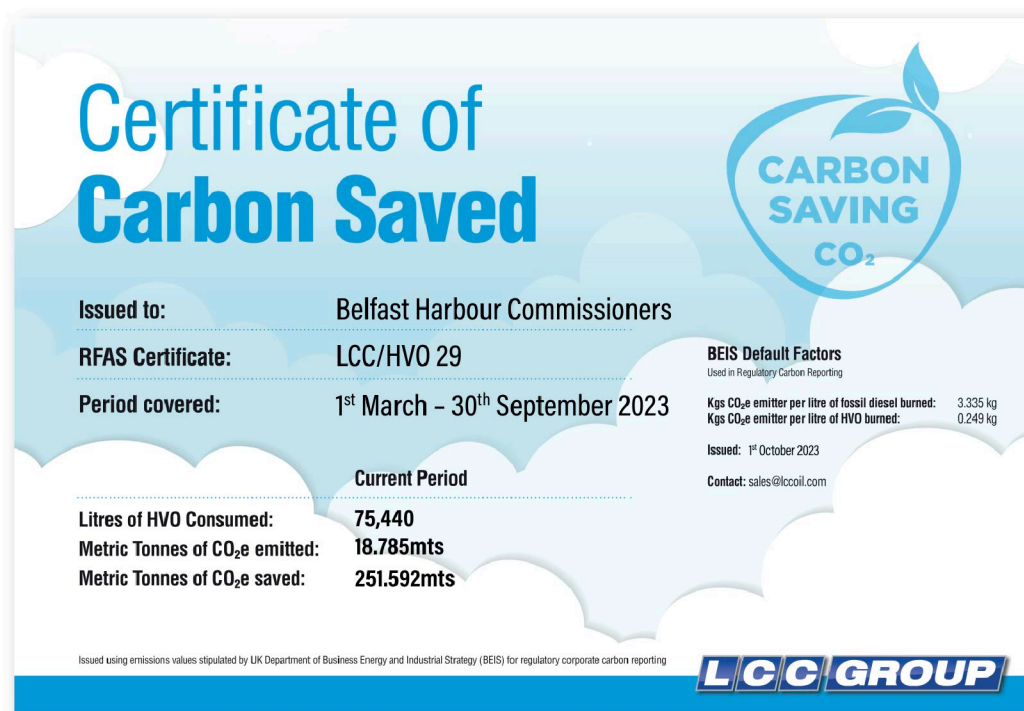 Certificate of
Carbon Saved
CARBON
SAVING
CO₂
Issued to: Belfast Harbour Commissioners
RFAS Certificate: LCC/HVO 29
Period covered: 1st March – 30th September 2023
BEIS Default Factors
Used in Regulatory Carbon Reporting
Kgs CO₂e emitter per litre of fossil diesel burned: 3.335 kg
Kgs CO₂e emitter per litre of HVO burned: 0.249 kg
Issued: 1st October 2023
Contact: sales@lccoil.com
Current Period
Litres of HVO Consumed: 75,440
Metric Tonnes of CO₂e emitted: 18.785mts
Metric Tonnes of CO₂e saved: 251.592mts
Issued using emissions values stipulated by UK Department of Business Energy and Industrial Strategy (BEIS) for regulatory corporate carbon reporting
LCC GROUP